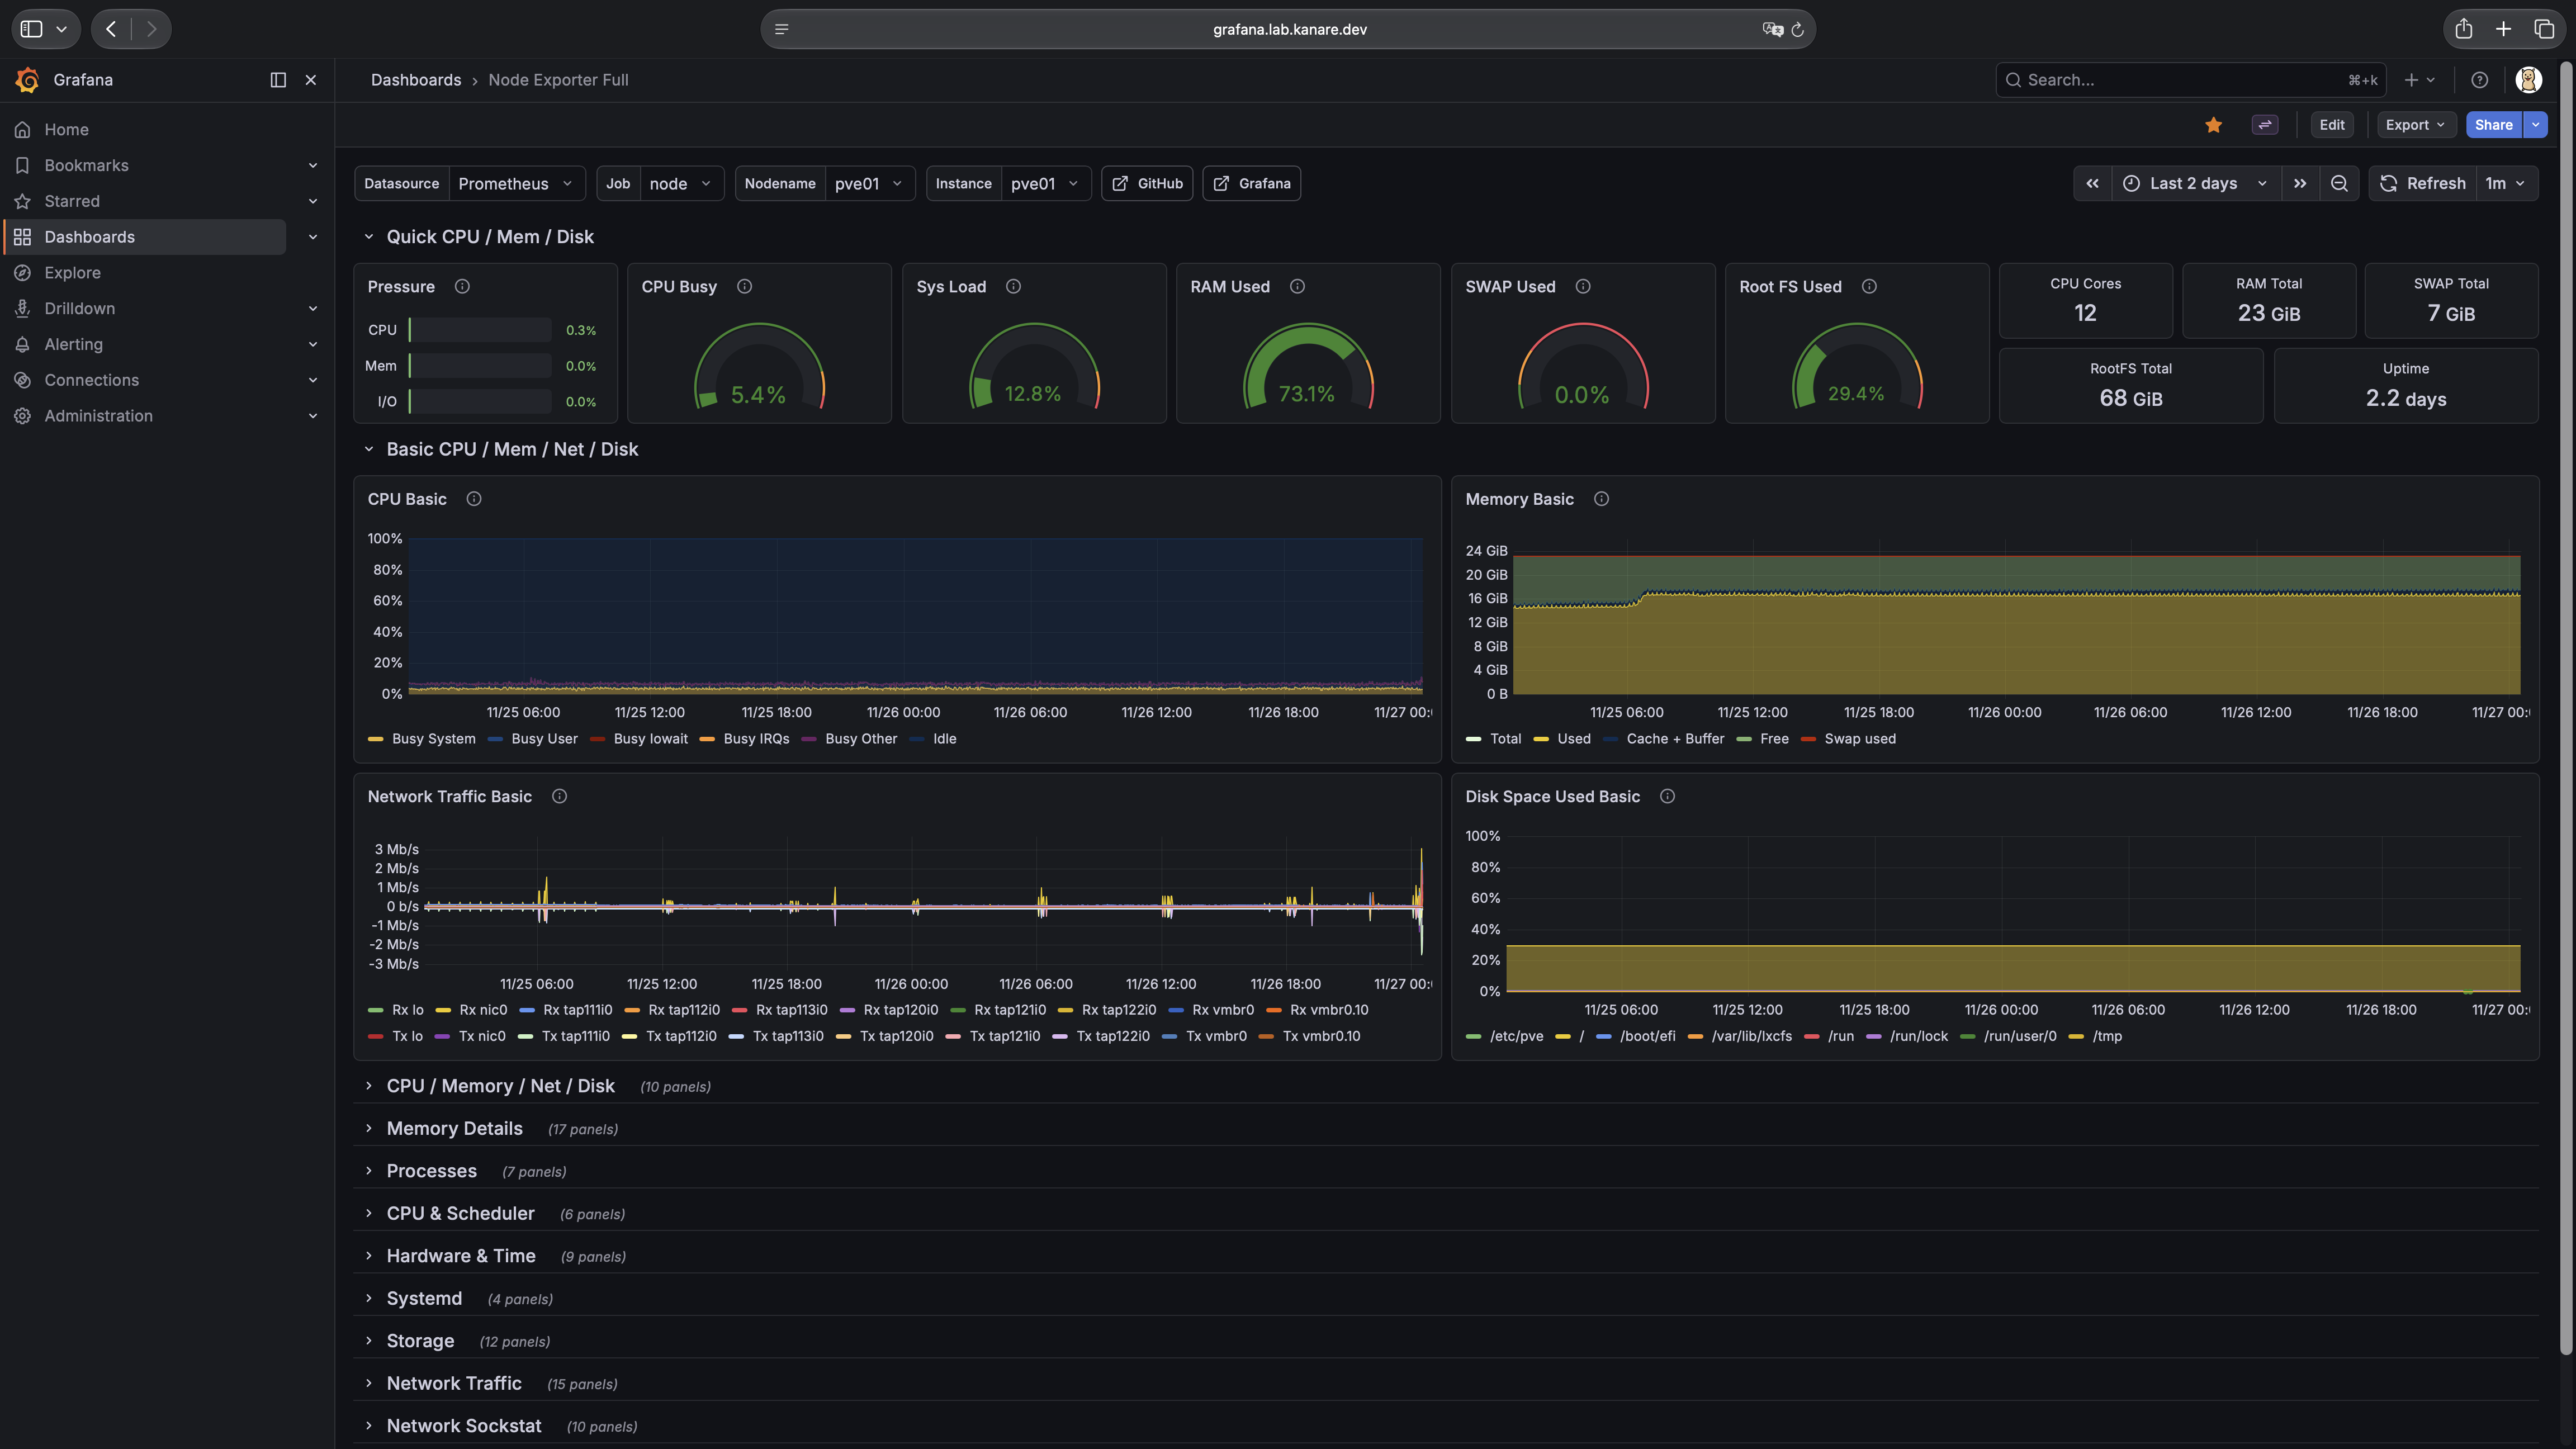 grafana.lab.kanare.dev
Grafana
Dashboards › Node Exporter Full
Search... ⌘+k
Edit Export Share
Home
Bookmarks
Starred
Dashboards
Explore
Drilldown
Alerting
Connections
Administration
Datasource Prometheus Job node Nodename pve01 Instance pve01 GitHub Grafana Last 2 days Refresh 1m
Quick CPU / Mem / Disk
Pressure
CPU 0.3%
Mem 0.0%
I/O 0.0%
CPU Busy
5.4%
Sys Load
12.8%
RAM Used
73.1%
SWAP Used
0.0%
Root FS Used
29.4%
CPU Cores
12
RAM Total
23 GiB
SWAP Total
7 GiB
RootFS Total
68 GiB
Uptime
2.2 days
Basic CPU / Mem / Net / Disk
CPU Basic
100%
80%
60%
40%
20%
0%
11/25 06:00 11/25 12:00 11/25 18:00 11/26 00:00 11/26 06:00 11/26 12:00 11/26 18:00 11/27 00:
Busy System Busy User Busy Iowait Busy IRQs Busy Other Idle
Memory Basic
24 GiB
20 GiB
16 GiB
12 GiB
8 GiB
4 GiB
0 B
11/25 06:00 11/25 12:00 11/25 18:00 11/26 00:00 11/26 06:00 11/26 12:00 11/26 18:00 11/27 00:
Total Used Cache + Buffer Free Swap used
Network Traffic Basic
3 Mb/s
2 Mb/s
1 Mb/s
0 b/s
-1 Mb/s
-2 Mb/s
-3 Mb/s
11/25 06:00 11/25 12:00 11/25 18:00 11/26 00:00 11/26 06:00 11/26 12:00 11/26 18:00 11/27 00:
Rx lo Rx nic0 Rx tap111i0 Rx tap112i0 Rx tap113i0 Rx tap120i0 Rx tap121i0 Rx tap122i0 Rx vmbr0 Rx vmbr0.10
Tx lo Tx nic0 Tx tap111i0 Tx tap112i0 Tx tap113i0 Tx tap120i0 Tx tap121i0 Tx tap122i0 Tx vmbr0 Tx vmbr0.10
Disk Space Used Basic
100%
80%
60%
40%
20%
0%
11/25 06:00 11/25 12:00 11/25 18:00 11/26 00:00 11/26 06:00 11/26 12:00 11/26 18:00 11/27 00:
/etc/pve / /boot/efi /var/lib/lxcfs /run /run/lock /run/user/0 /tmp
CPU / Memory / Net / Disk (10 panels)
Memory Details (17 panels)
Processes (7 panels)
CPU & Scheduler (6 panels)
Hardware & Time (9 panels)
Systemd (4 panels)
Storage (12 panels)
Network Traffic (15 panels)
Network Sockstat (10 panels)